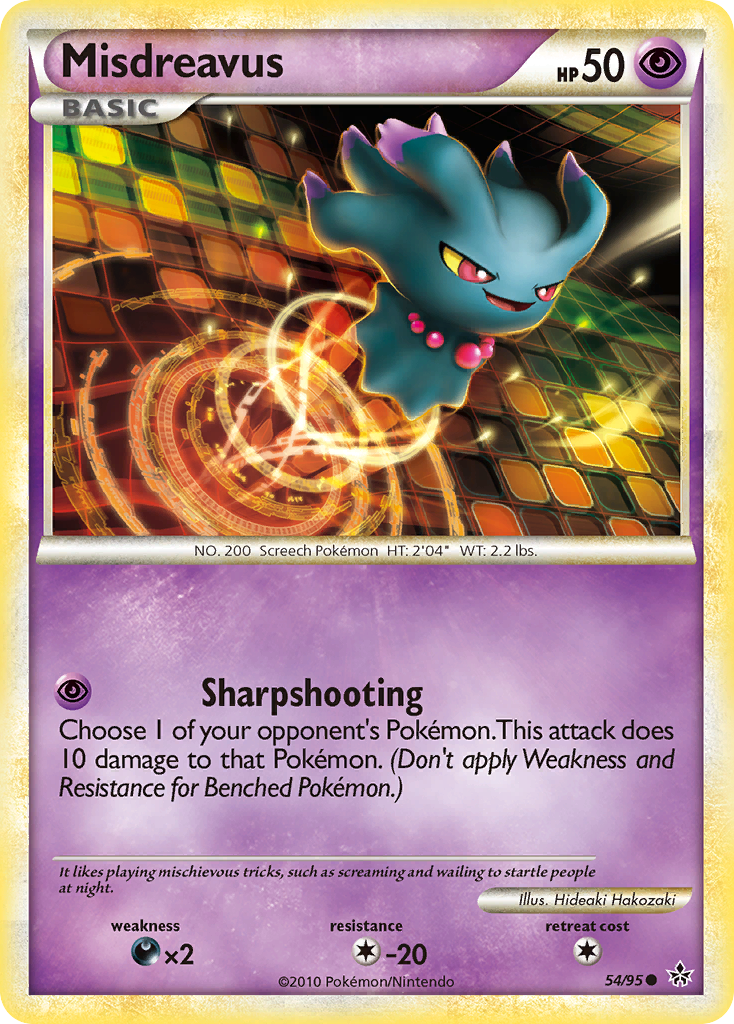 Misdreavus
HP 50
BASIC
NO. 200 Screech Pokémon HT: 2'04" WT: 2.2 lbs.
Sharpshooting
Choose 1 of your opponent's Pokémon.This attack does
10 damage to that Pokémon. (Don't apply Weakness and
Resistance for Benched Pokémon.)
It likes playing mischievous tricks, such as screaming and wailing to startle people
at night.
Illus. Hideaki Hakozaki
weakness resistance retreat cost
×2 -20
©2010 Pokémon/Nintendo 54/95